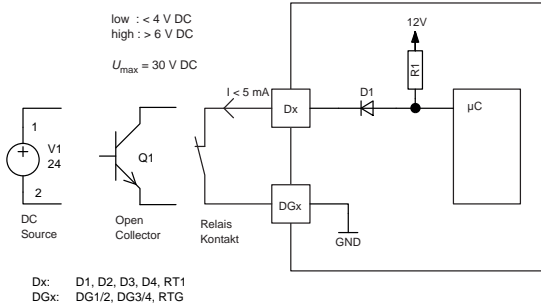 low : < 4 V DC
high : > 6 V DC
Umax = 30 V DC
12V
R1
I < 5 mA
Dx
D1
µC
1
V1
24
2
Q1
DGx
GND
DC
Source
Open
Collector
Relais
Kontakt
Dx: D1, D2, D3, D4, RT1
DGx: DG1/2, DG3/4, RTG